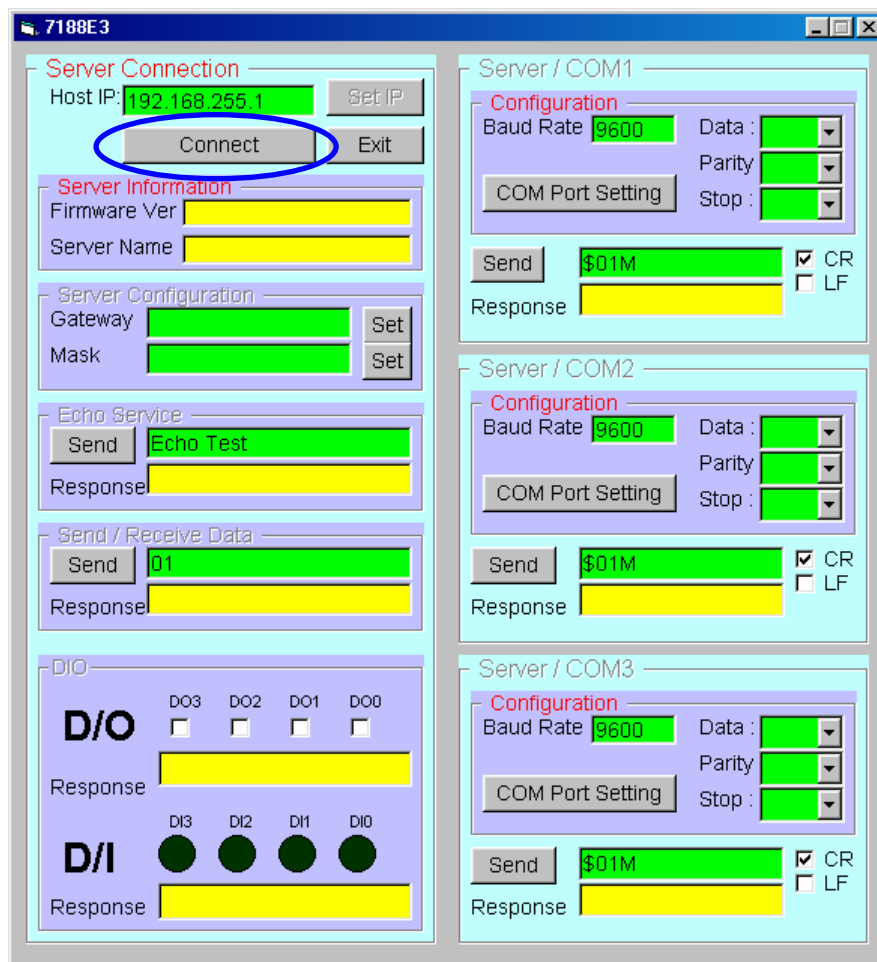 7188E3
Server Connection
Host IP: 192.168.255.1 Set IP
Connect Exit
Server Information
Firmware Ver
Server Name
Server Configuration
Gateway Set
Mask Set
Echo Service
Send Echo Test
Response
Send / Receive Data
Send 01
Response
DIO
DO3 DO2 DO1 DO0
D/O
Response
DI3 DI2 DI1 DI0
D/I
Response
Server / COM1
Configuration
Baud Rate 9600 Data :
Parity
COM Port Setting Stop :
Send $01M CR
LF
Response
Server / COM2
Configuration
Baud Rate 9600 Data :
Parity
COM Port Setting Stop :
Send $01M CR
LF
Response
Server / COM3
Configuration
Baud Rate 9600 Data :
Parity
COM Port Setting Stop :
Send $01M CR
LF
Response